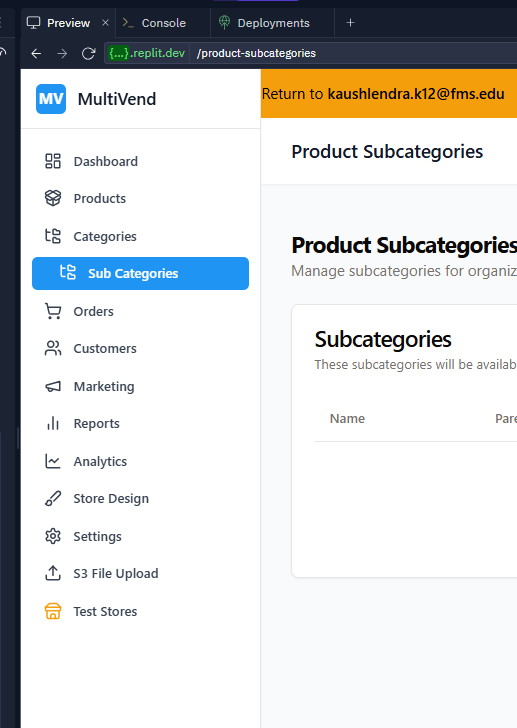 Preview
Console
Deployments
{...}.replit.dev /product-subcategories
MV MultiVend
Dashboard
Products
Categories
Sub Categories
Orders
Customers
Marketing
Reports
Analytics
Store Design
Settings
S3 File Upload
Test Stores
Return to kaushlendra.k12@fms.edu
Product Subcategories
Product Subcategories
Manage subcategories for organiz
Subcategories
These subcategories will be availab
Name Pare